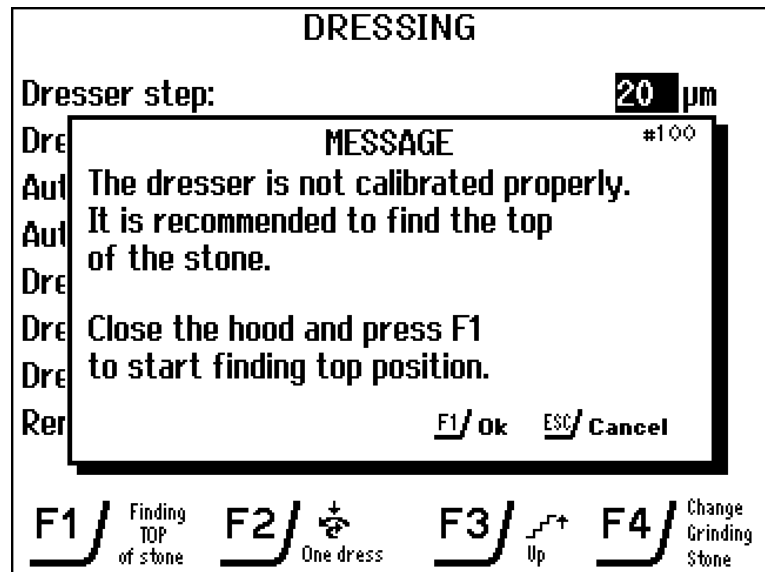 DRESSING
Dresser step: 20 µm
Dre
MESSAGE #100
Aut
The dresser is not calibrated properly.
Aut
It is recommended to find the top
of the stone.
Dre
Dre
Close the hood and press F1
Dre
to start finding top position.
Rer
F1 Ok ESC Cancel
F1 Finding TOP of stone
F2 One dress
F3 Up
F4 Change Grinding Stone